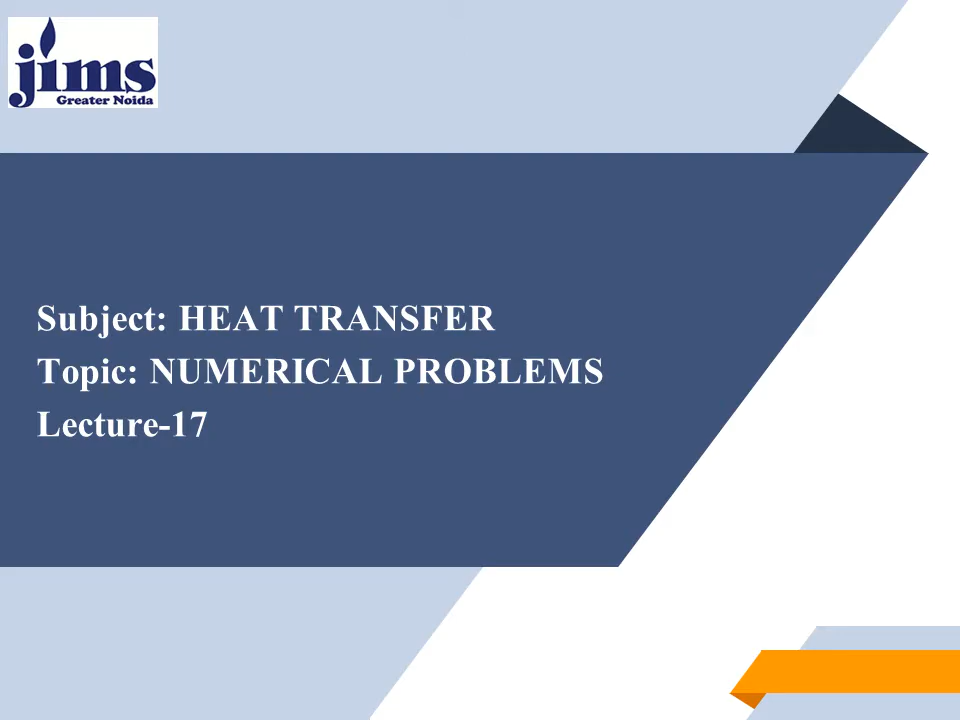 jims
Greater Noida
Subject: HEAT TRANSFER
Topic: NUMERICAL PROBLEMS
Lecture-17